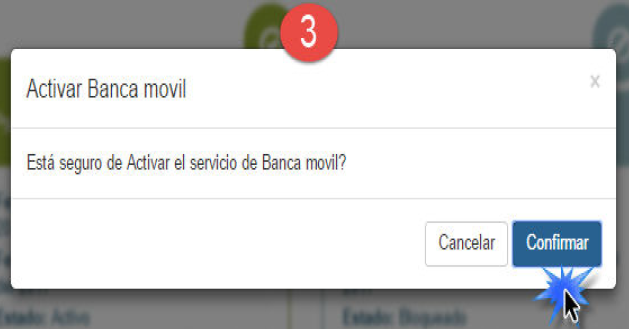 3
Activar Banca movil
×
Está seguro de Activar el servicio de Banca movil?
Cancelar
Confirmar
Estado: Activo
Estado: Bloqueado